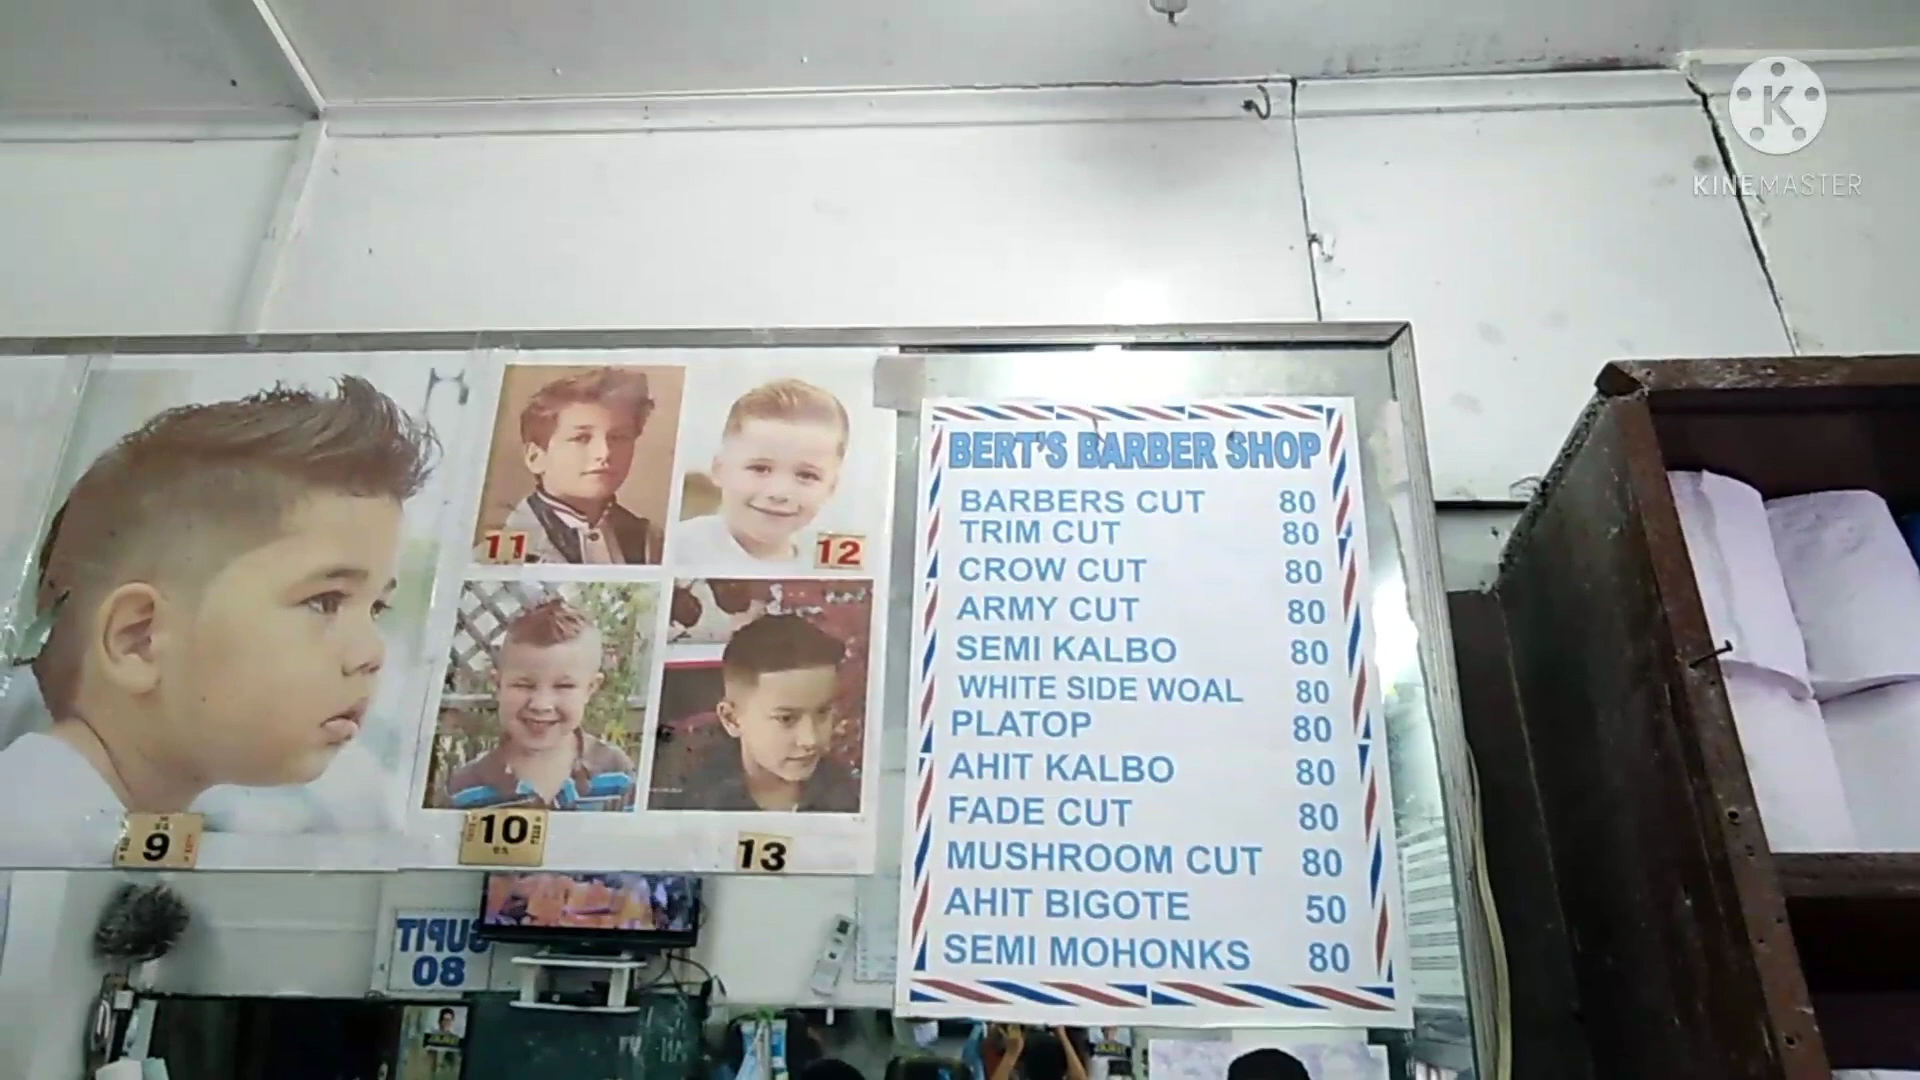 KINEMASTER
11
12
9
10
13
BERT'S BARBER SHOP
BARBERS CUT 80
TRIM CUT 80
CROW CUT 80
ARMY CUT 80
SEMI KALBO 80
WHITE SIDE WOAL 80
PLATOP 80
AHIT KALBO 80
FADE CUT 80
MUSHROOM CUT 80
AHIT BIGOTE 50
SEMI MOHONKS 80
SUPIT
80